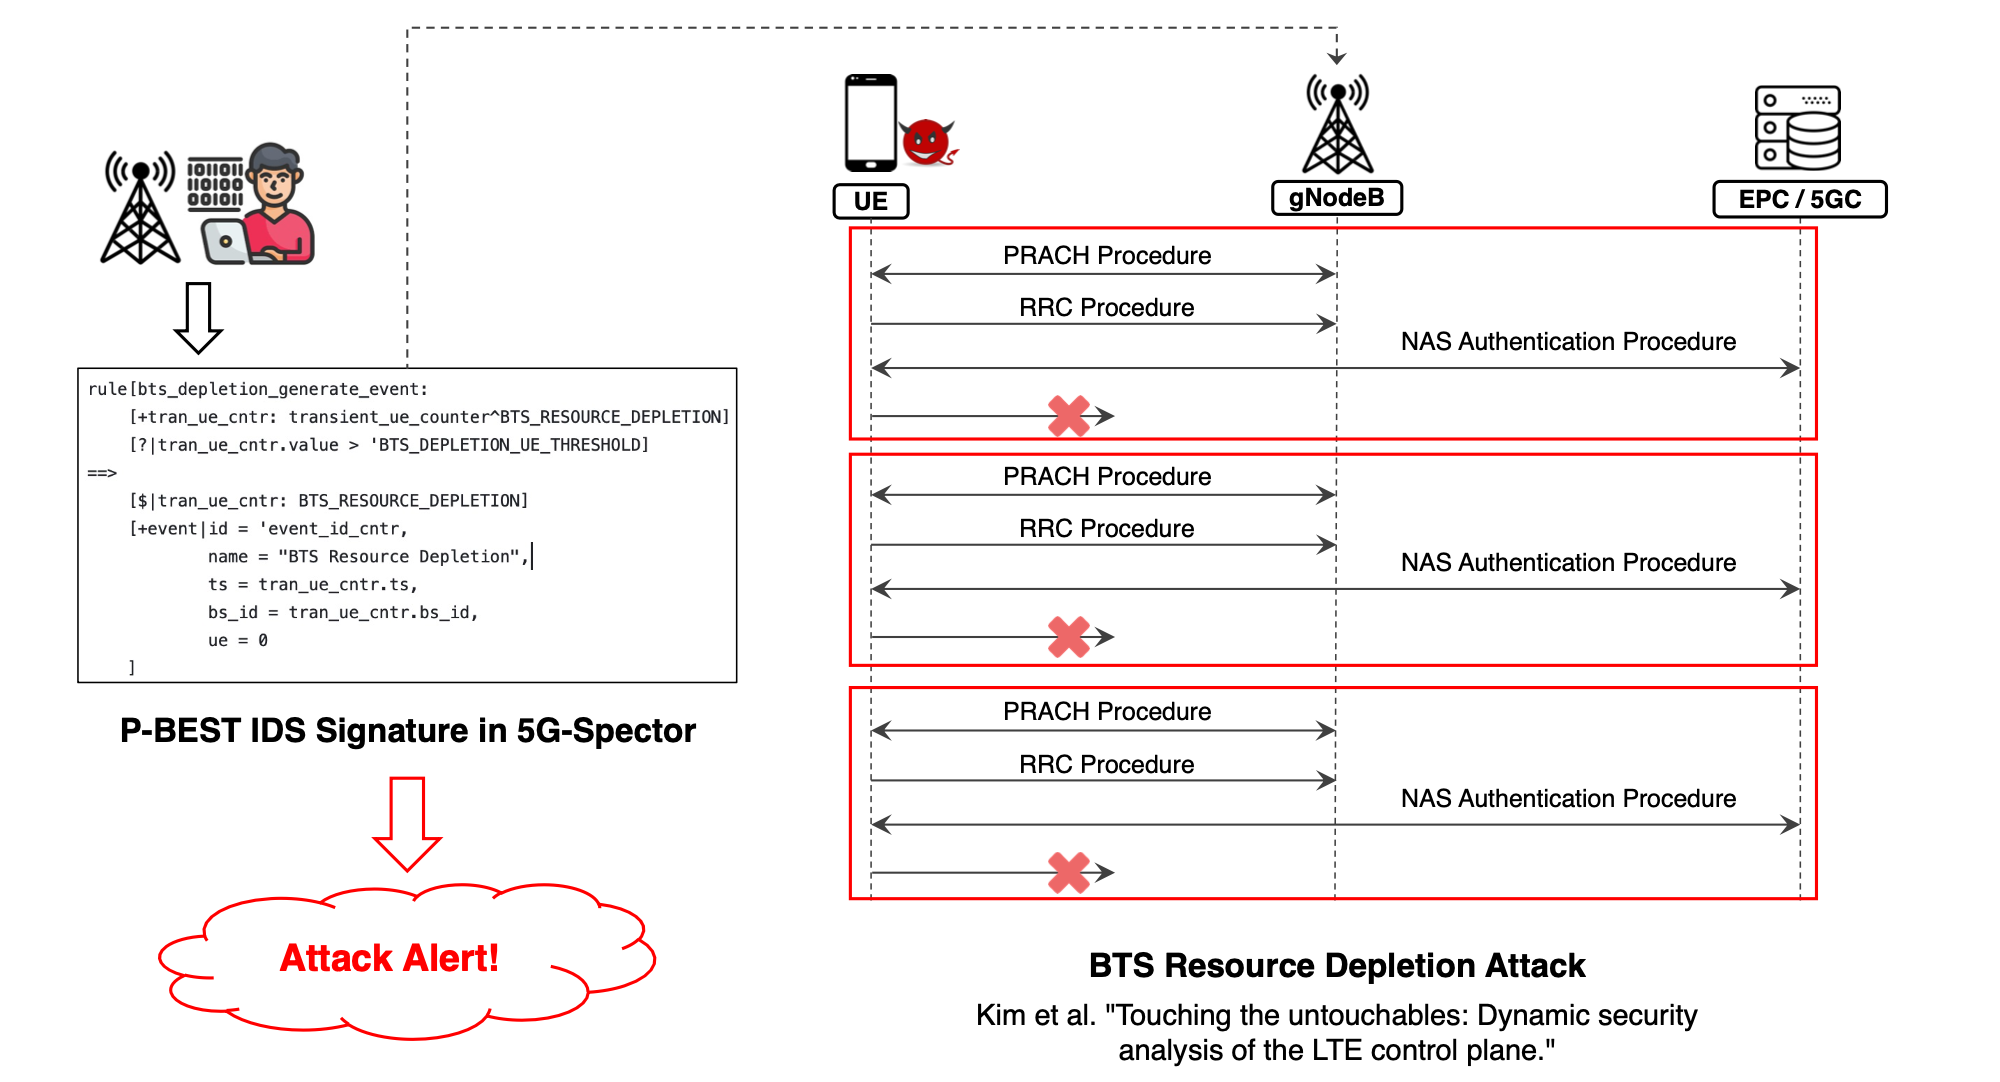 UE
gNodeB
EPC / 5GC
011011
110100
001011
rule[bts_depletion_generate_event:
[+tran_ue_cntr: transient_ue_counter^BTS_RESOURCE_DEPLETION]
[?|tran_ue_cntr.value > 'BTS_DEPLETION_UE_THRESHOLD]
==>
[$|tran_ue_cntr: BTS_RESOURCE_DEPLETION]
[+event|id = 'event_id_cntr,
name = "BTS Resource Depletion",
ts = tran_ue_cntr.ts,
bs_id = tran_ue_cntr.bs_id,
ue = 0
]
P-BEST IDS Signature in 5G-Spector
Attack Alert!
PRACH Procedure
RRC Procedure
NAS Authentication Procedure
PRACH Procedure
RRC Procedure
NAS Authentication Procedure
PRACH Procedure
RRC Procedure
NAS Authentication Procedure
BTS Resource Depletion Attack
Kim et al. "Touching the untouchables: Dynamic security
analysis of the LTE control plane."